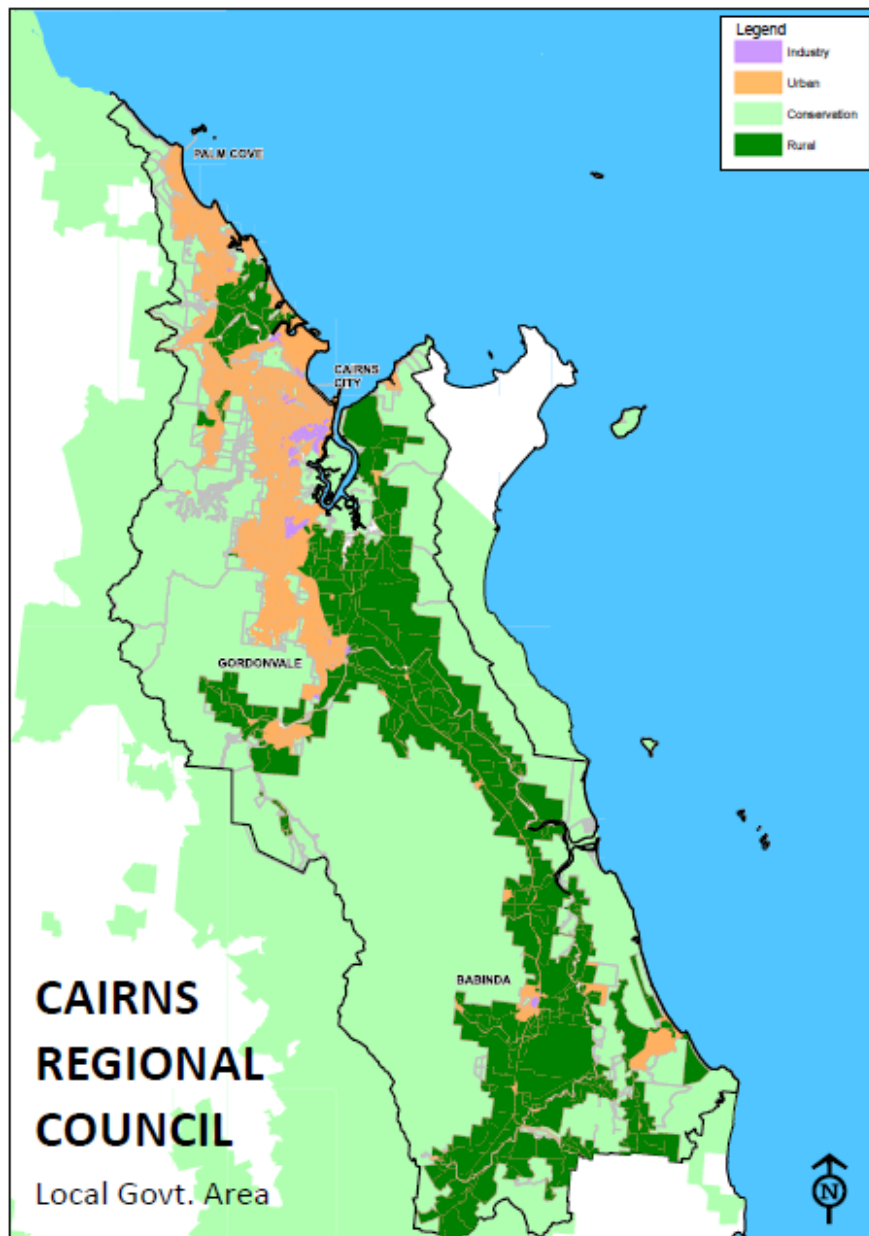 Legend
Industry
Urban
Conservation
Rural
PALM COVE
CAIRNS
CITY
GORDONVALE
BABINDA
CAIRNS
REGIONAL
COUNCIL
Local Govt. Area
N